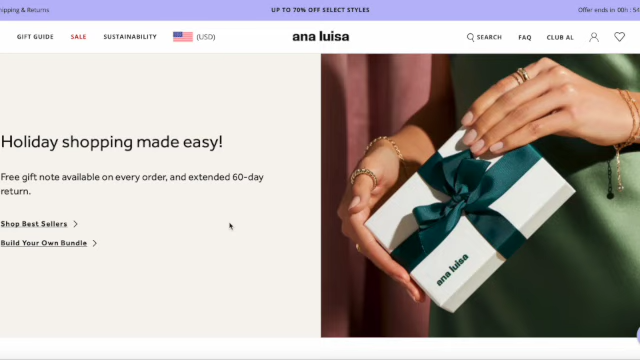 hipping & Returns
UP TO 70% OFF SELECT STYLES
Offer ends in 00h : 54
GIFT GUIDE SALE SUSTAINABILITY (USD) ana luisa SEARCH FAQ CLUB AL
Holiday shopping made easy!
Free gift note available on every order, and extended 60-day
return.
Shop Best Sellers
Build Your Own Bundle
ana luisa